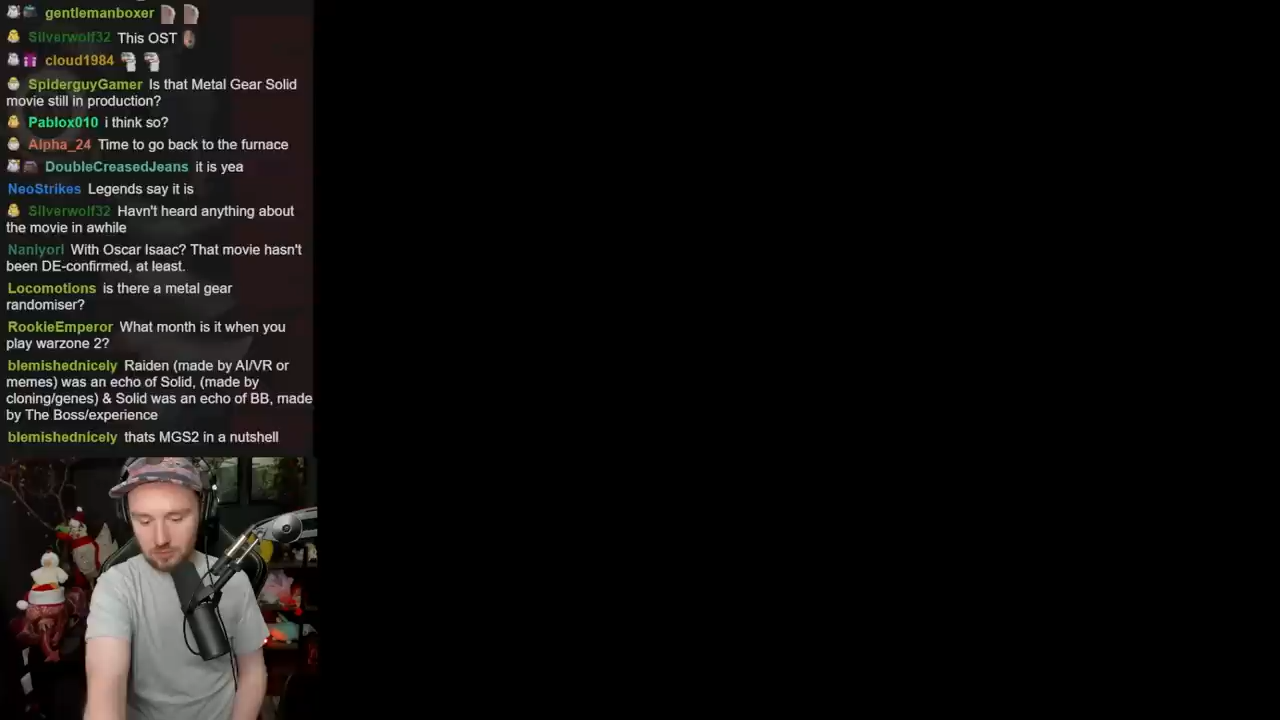 gentlemanboxer
Silverwolf32 This OST
cloud1984
SpiderguyGamer Is that Metal Gear Solid
movie still in production?
Pablox010 i think so?
Alpha_24 Time to go back to the furnace
DoubleCreasedJeans it is yea
NeoStrikes Legends say it is
Silverwolf32 Havn't heard anything about
the movie in awhile
Naniyori With Oscar Isaac? That movie hasn't
been DE-confirmed, at least.
Locomotions is there a metal gear
randomiser?
RookieEmperor What month is it when you
play warzone 2?
blemishednicely Raiden (made by AI/VR or
memes) was an echo of Solid, (made by
cloning/genes) & Solid was an echo of BB, made
by The Boss/experience
blemishednicely thats MGS2 in a nutshell